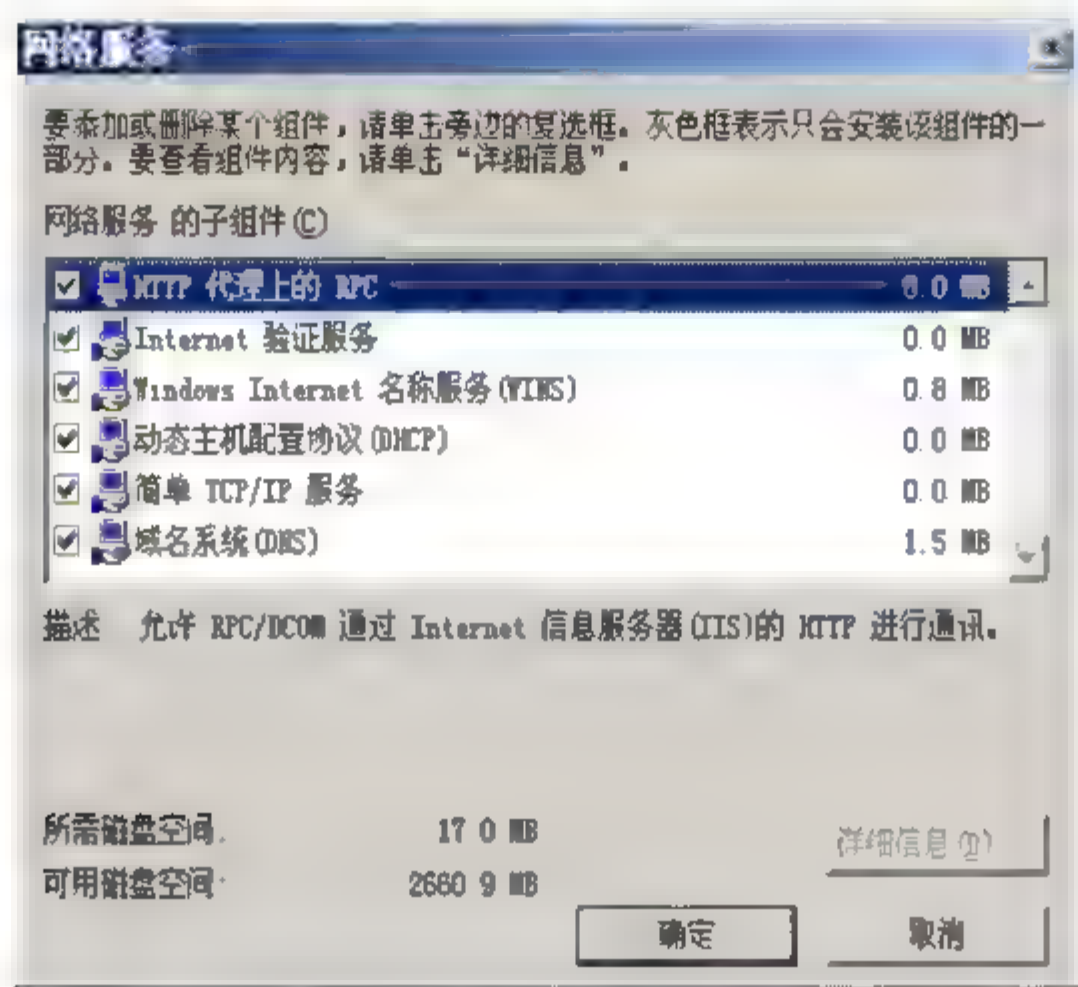 网络服务
要添加或删除某个组件，请单击旁边的复选框。灰色框表示只会安装该组件的一
部分。要查看组件内容，请单击“详细信息”。
网络服务 的子组件(C)
HTTP 代理上的 RPC 0.0 MB
Internet 验证服务 0.0 MB
Windows Internet 名称服务(WINS) 0.8 MB
动态主机配置协议(DHCP) 0.0 MB
简单 TCP/IP 服务 0.0 MB
域名系统(DNS) 1.5 MB
描述 允许 RPC/DCOM 通过 Internet 信息服务器(IIS)的 HTTP 进行通讯。
所需磁盘空间: 17.0 MB
详细信息(D)
可用磁盘空间: 2660.9 MB
确定 取消